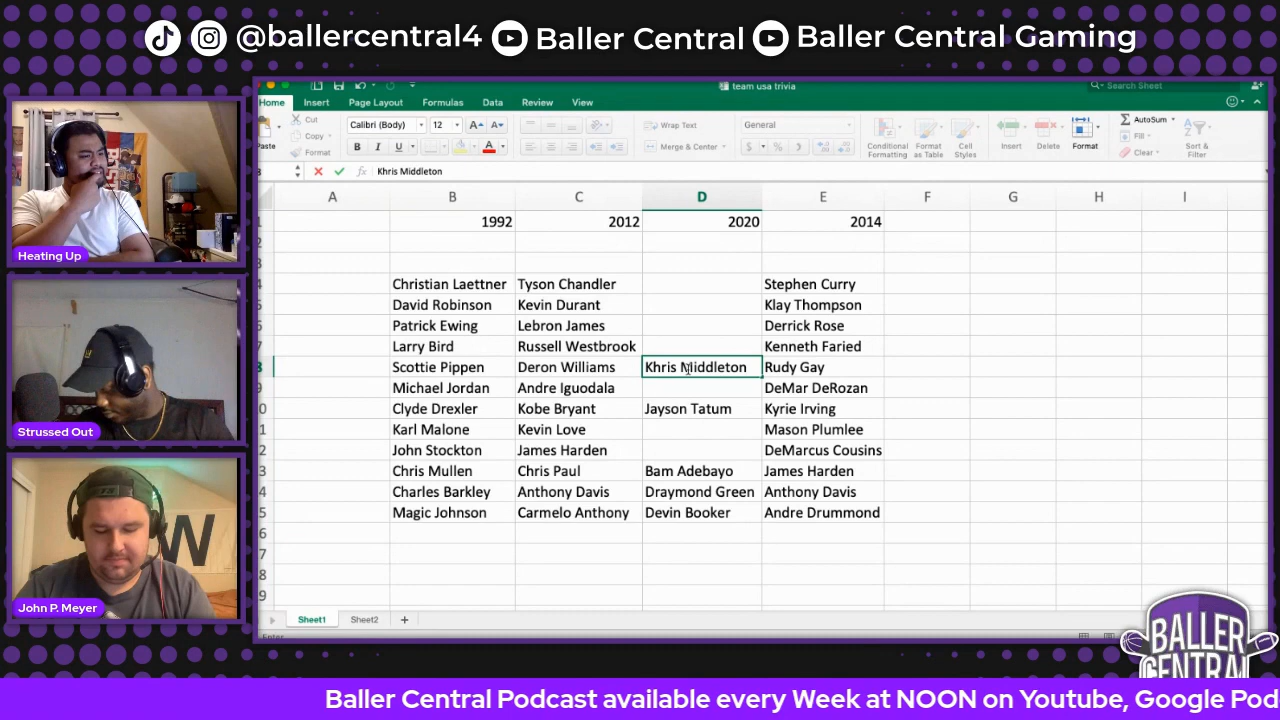 @ballercentral4 Baller Central Baller Central Gaming
team usa trivia
Search Sheet
Home Insert Page Layout Formulas Data Review View
Cut
Copy
Format
Calibri (Body) 12
Wrap Text
Merge & Center
General
Conditional Formatting
Format as Table
Cell Styles
Insert
Delete
Format
AutoSum
Fill
Clear
Sort & Filter
Khris Middleton
A B C D E F G H I
1992 2012 2020 2014
Christian Laettner Tyson Chandler Stephen Curry
David Robinson Kevin Durant Klay Thompson
Patrick Ewing Lebron James Derrick Rose
Larry Bird Russell Westbrook Kenneth Faried
Scottie Pippen Deron Williams Khris Middleton Rudy Gay
Michael Jordan Andre Iguodala DeMar DeRozan
Clyde Drexler Kobe Bryant Jayson Tatum Kyrie Irving
Karl Malone Kevin Love Mason Plumlee
John Stockton James Harden DeMarcus Cousins
Chris Mullen Chris Paul Bam Adebayo James Harden
Charles Barkley Anthony Davis Draymond Green Anthony Davis
Magic Johnson Carmelo Anthony Devin Booker Andre Drummond
Sheet1 Sheet2 +
Heating Up
Strussed Out
John P. Meyer
BALLER
CENTRAL
Baller Central Podcast available every Week at NOON on Youtube, Google Pod